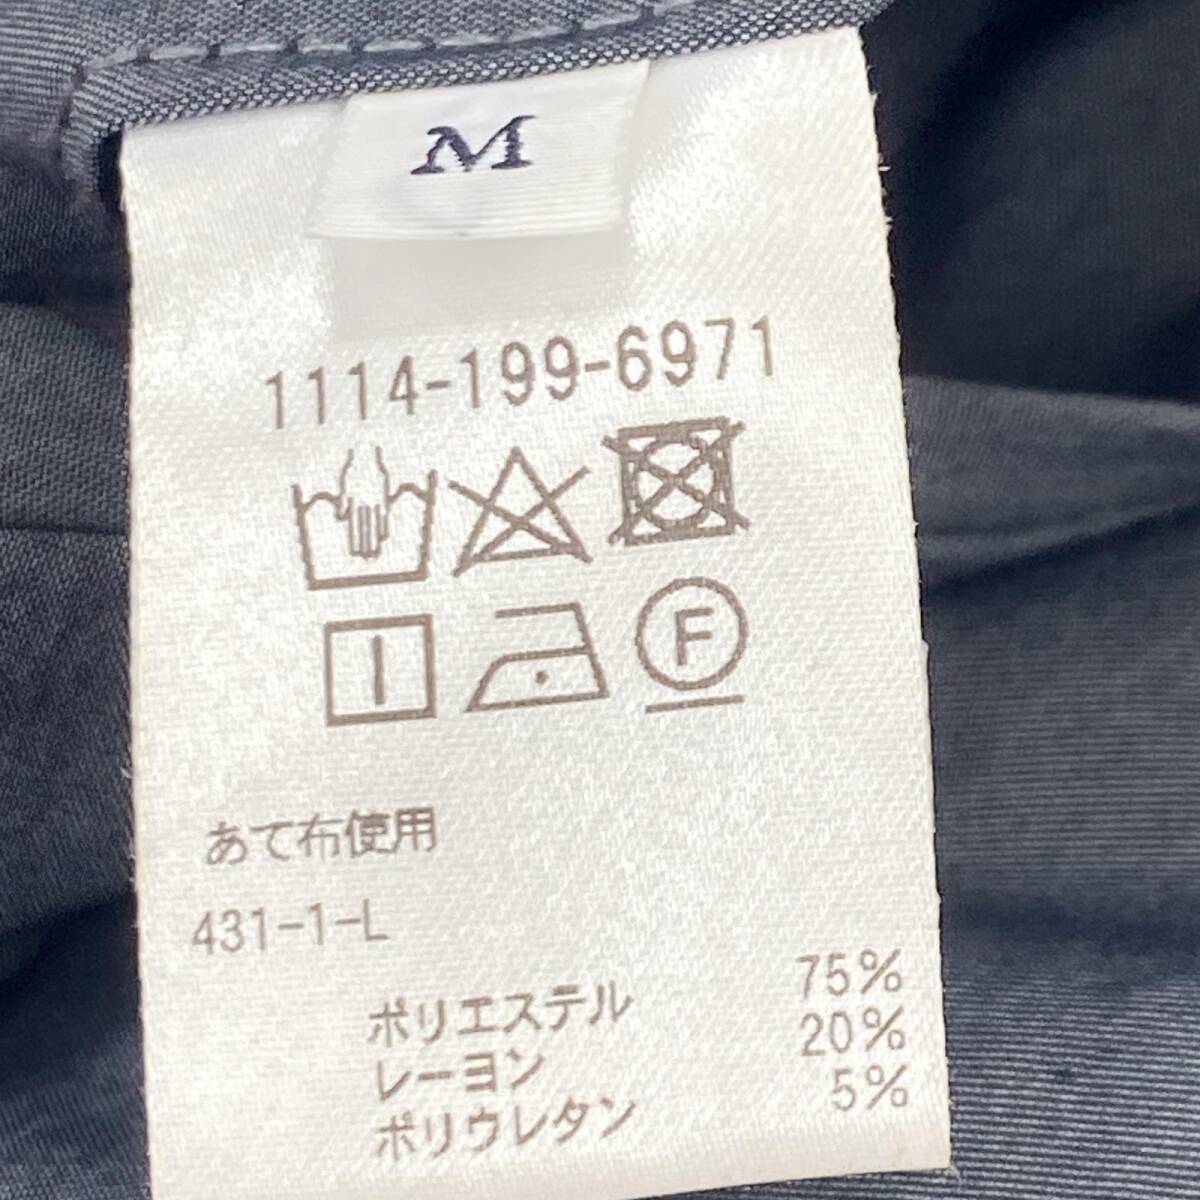 M
1114-199-6971
F
あて布使用
431-1-L
ポリエステル 75%
レーヨン 20%
ポリウレタン 5%